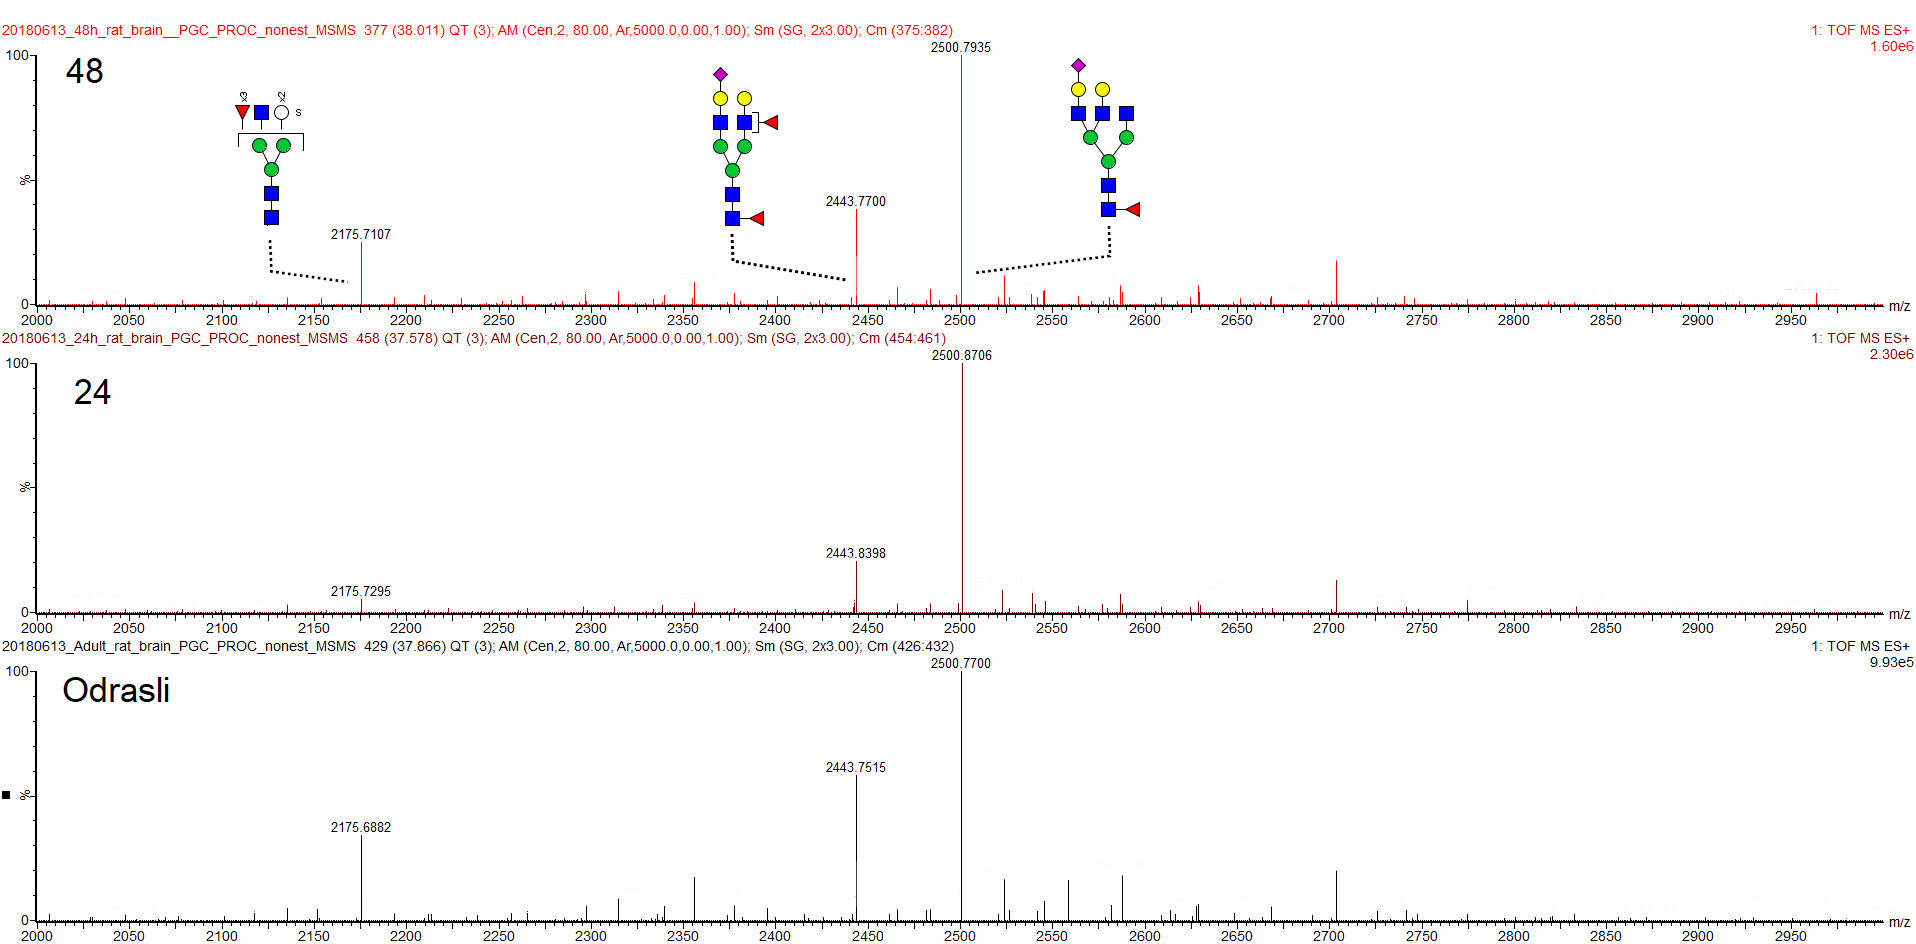 20180613_48h_rat_brain__PGC_PROC_nonest_MSMS 377 (38.011) QT (3); AM (Cen,2, 80.00, Ar,5000.0,0.00,1.00); Sm (SG, 2x3.00); Cm (375:382)
1: TOF MS ES+
1.60e6
2500.7935
100
48
x3
x2
s
2443.7700
2175.7107
%
0
2000 2050 2100 2150 2200 2250 2300 2350 2400 2450 2500 2550 2600 2650 2700 2750 2800 2850 2900 2950
m/z
20180613_24h_rat_brain_PGC_PROC_nonest_MSMS 458 (37.578) QT (3); AM (Cen,2, 80.00, Ar,5000.0,0.00,1.00); Sm (SG, 2x3.00); Cm (454:461)
1: TOF MS ES+
2.30e6
2500.8706
100
24
%
2443.8398
2175.7295
0
2000 2050 2100 2150 2200 2250 2300 2350 2400 2450 2500 2550 2600 2650 2700 2750 2800 2850 2900 2950
m/z
20180613_Adult_rat_brain_PGC_PROC_nonest_MSMS 429 (37.866) QT (3); AM (Cen,2, 80.00, Ar,5000.0,0.00,1.00); Sm (SG, 2x3.00); Cm (426:432)
1: TOF MS ES+
9.93e5
2500.7700
100
Odrasli
2443.7515
%
2175.6882
0
2000 2050 2100 2150 2200 2250 2300 2350 2400 2450 2500 2550 2600 2650 2700 2750 2800 2850 2900 2950
m/z